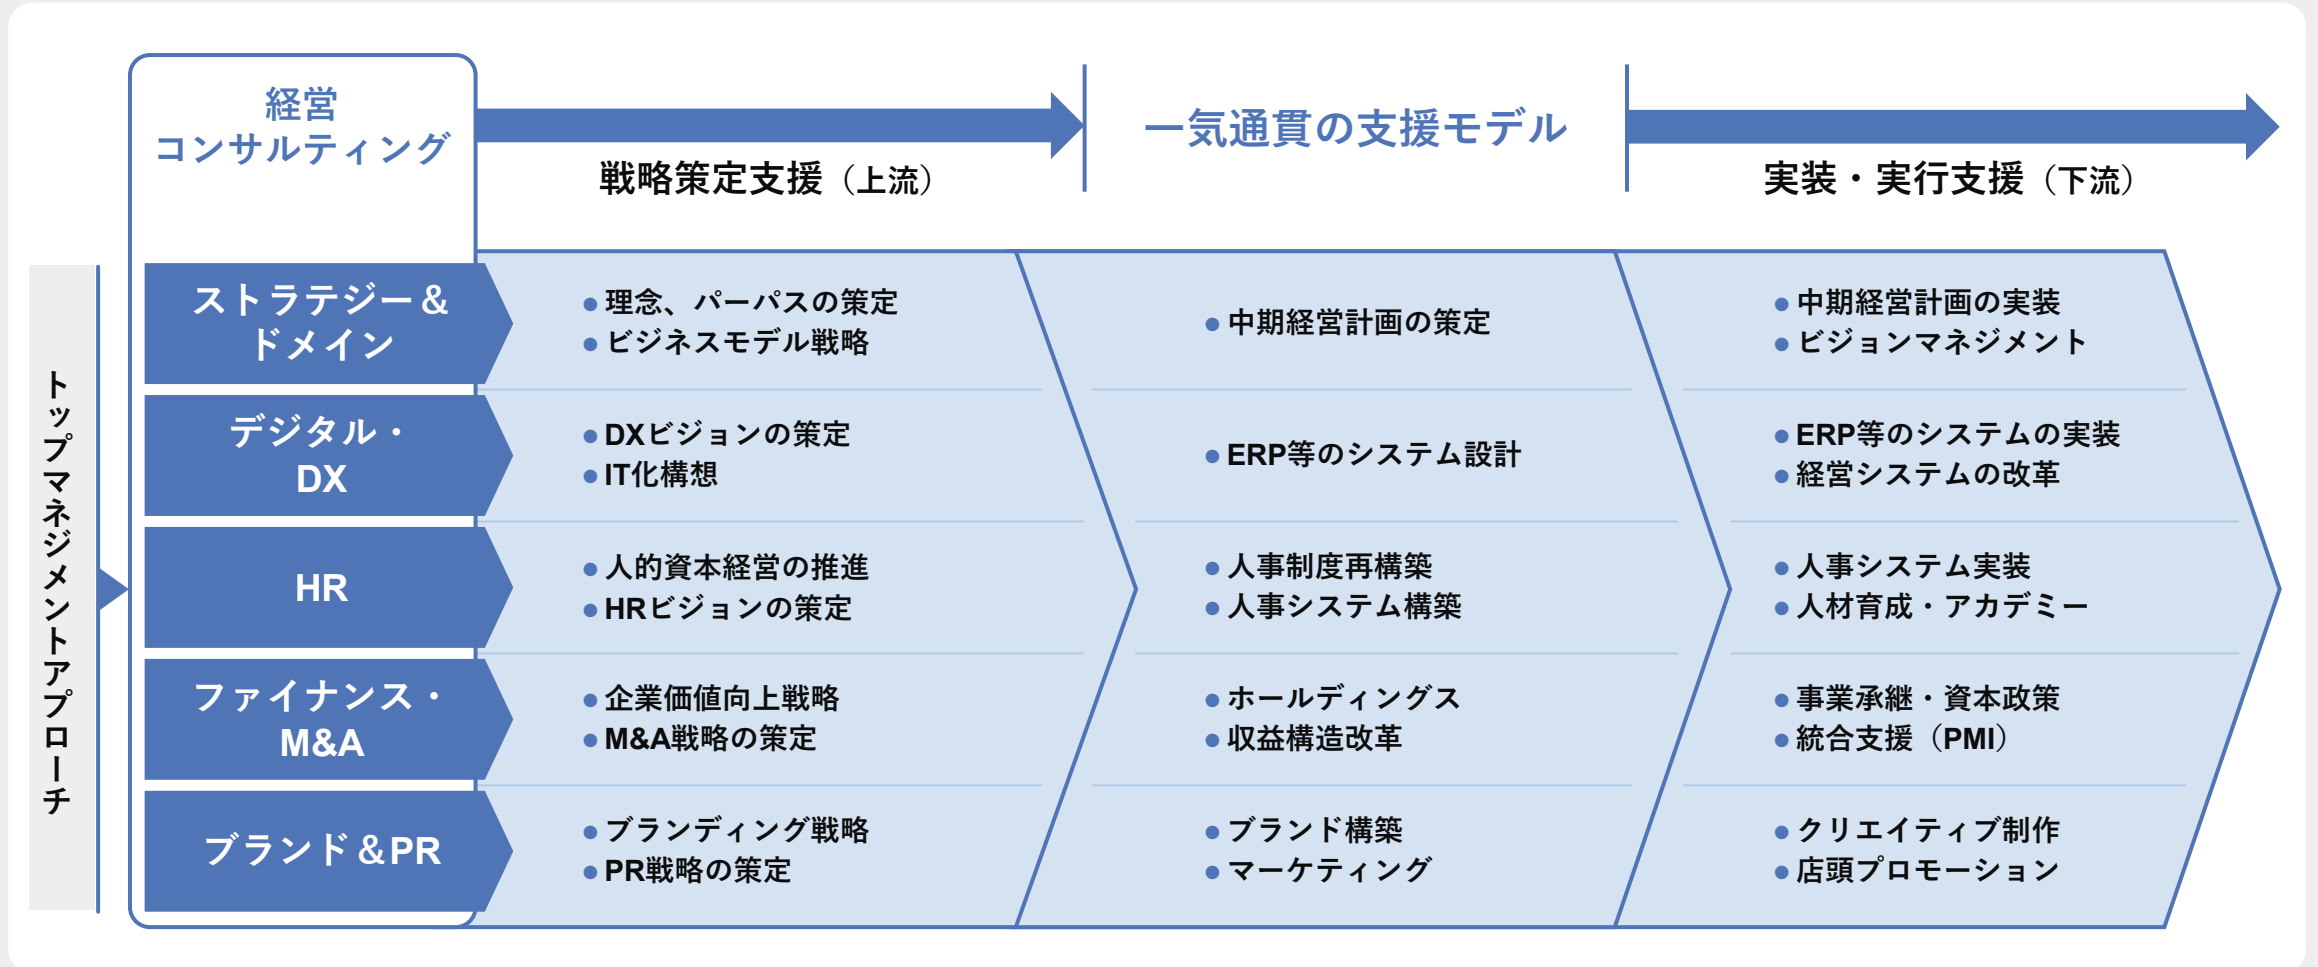 経営
コンサルティング
戦略策定支援（上流）
一気通貫の支援モデル
実装・実行支援（下流）
トップマネジメントアプローチ
ストラテジー＆
ドメイン
●理念、パーパスの策定
●ビジネスモデル戦略
●中期経営計画の策定
●中期経営計画の実装
●ビジョンマネジメント
デジタル・
DX
●DXビジョンの策定
●IT化構想
●ERP等のシステム設計
●ERP等のシステムの実装
●経営システムの改革
HR
●人的資本経営の推進
●HRビジョンの策定
●人事制度再構築
●人事システム構築
●人事システム実装
●人材育成・アカデミー
ファイナンス・
M&A
●企業価値向上戦略
●M&A戦略の策定
●ホールディングス
●収益構造改革
●事業承継・資本政策
●統合支援（PMI）
ブランド＆PR
●ブランディング戦略
●PR戦略の策定
●ブランド構築
●マーケティング
●クリエイティブ制作
●店頭プロモーション